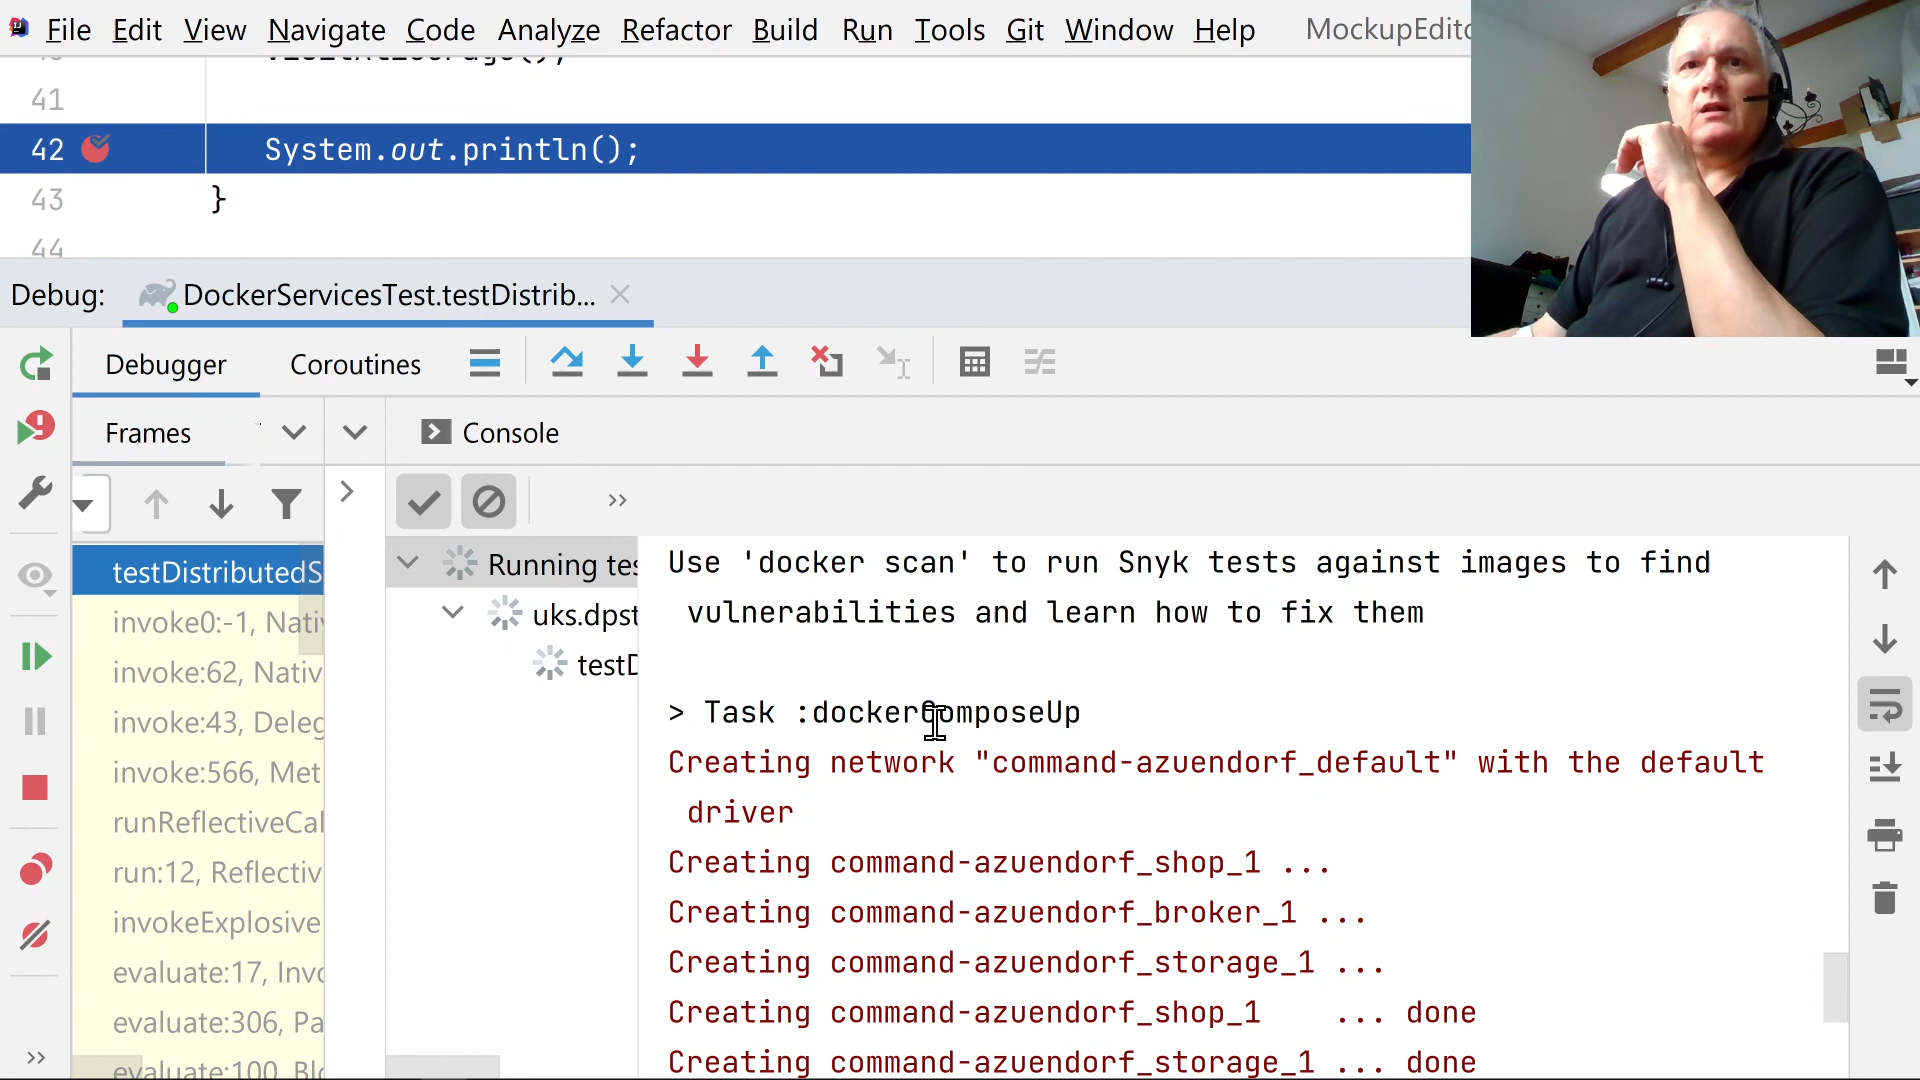 File Edit View Navigate Code Analyze Refactor Build Run Tools Git Window Help MockupEdito
41
42 System.out.println();
43 }
44
Debug: DockerServicesTest.testDistrib...
Debugger Coroutines
Frames Console
Running tes
uks.dpst
testD
testDistributedS
invoke0:-1, Nati
invoke:62, Nativ
invoke:43, Deleg
invoke:566, Met
runReflectiveCal
run:12, Reflectiv
invokeExplosive
evaluate:17, Invo
evaluate:306, Pa
evaluate:100, Blo
Use 'docker scan' to run Snyk tests against images to find
vulnerabilities and learn how to fix them
> Task :dockerComposeUp
Creating network "command-azuendorf_default" with the default
driver
Creating command-azuendorf_shop_1 ...
Creating command-azuendorf_broker_1 ...
Creating command-azuendorf_storage_1 ...
Creating command-azuendorf_shop_1 ... done
Creating command-azuendorf_storage_1 ... done